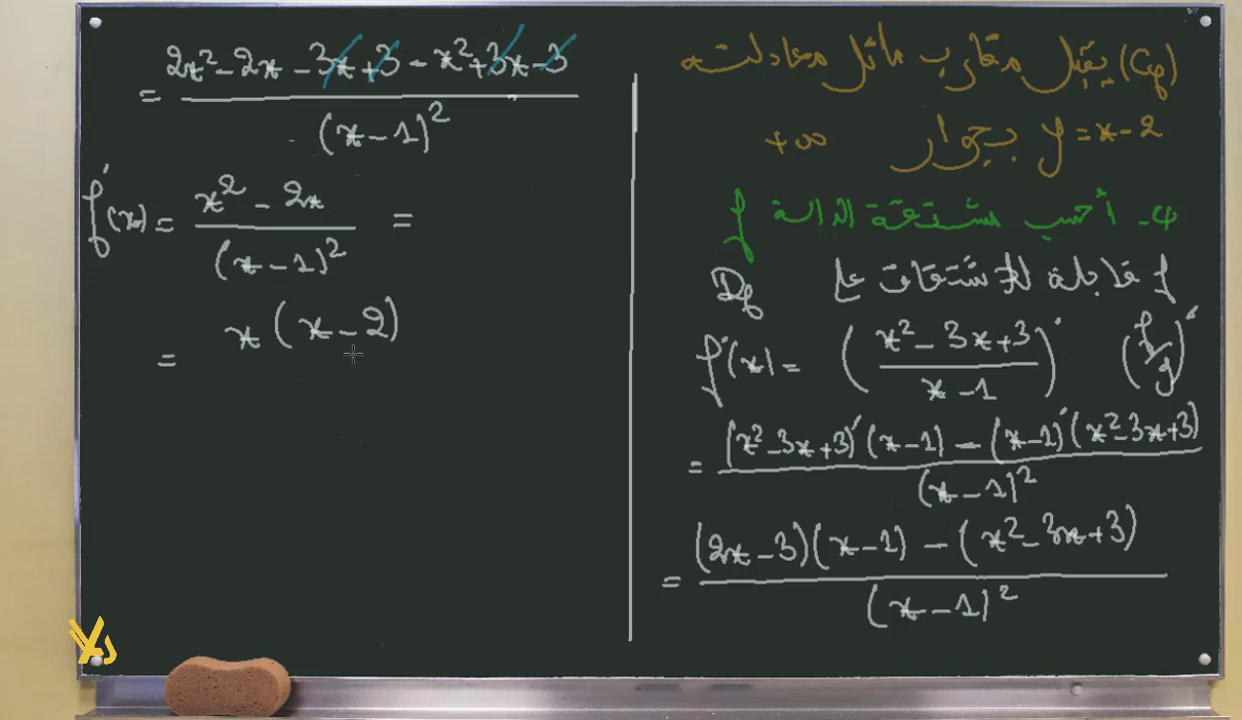 (Cf) يقبل مقارب مائل معادلته
y = x - 2 بجوار +∞
4- أحسب مشتقة الدالة f
f قابلة للإشتقاق على Df
f'(x) = ((x² - 3x + 3)/(x - 1))' (f/g)'
= ((x² - 3x + 3)'(x - 1) - (x - 1)'(x² - 3x + 3))/(x - 1)²
= ((2x - 3)(x - 1) - (x² - 3x + 3))/(x - 1)²
= (2x² - 2x - 3x + 3 - x² + 3x - 3)/(x - 1)²
f'(x) = (x² - 2x)/(x - 1)² =
= x(x - 2)